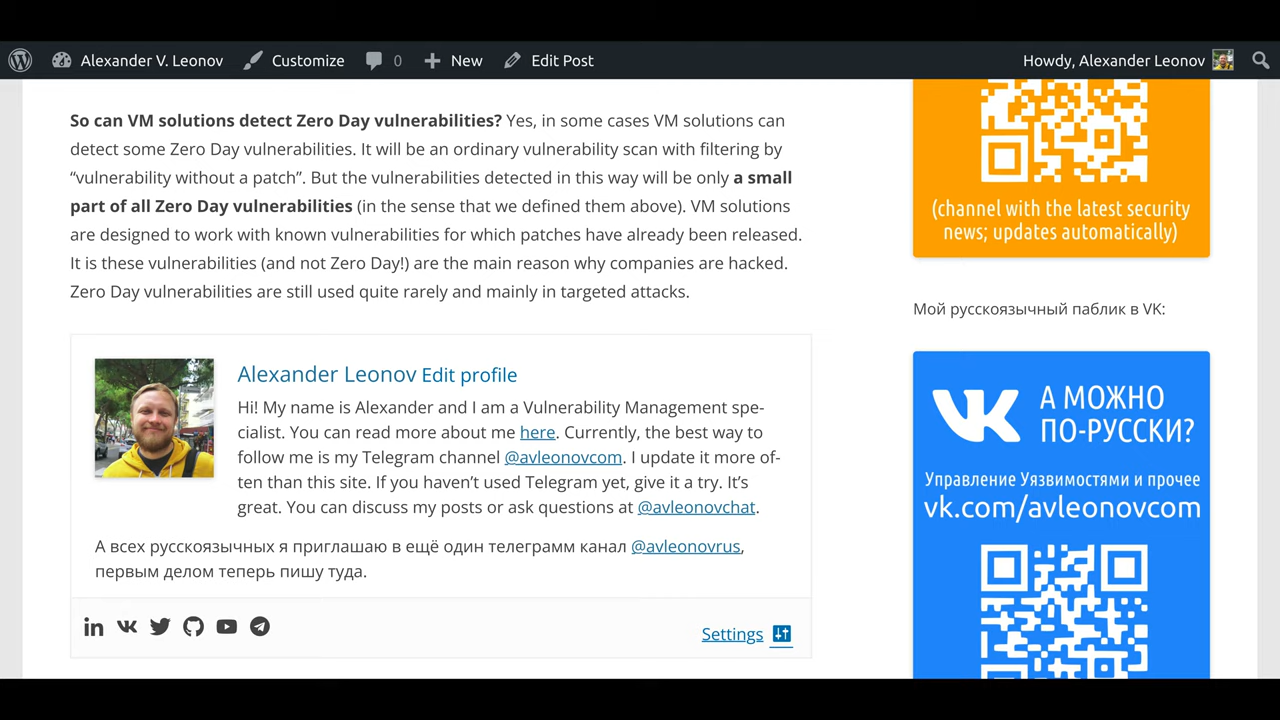 Alexander V. Leonov Customize 0 New Edit Post Howdy, Alexander Leonov
So can VM solutions detect Zero Day vulnerabilities? Yes, in some cases VM solutions can
detect some Zero Day vulnerabilities. It will be an ordinary vulnerability scan with filtering by
“vulnerability without a patch”. But the vulnerabilities detected in this way will be only a small
part of all Zero Day vulnerabilities (in the sense that we defined them above). VM solutions
are designed to work with known vulnerabilities for which patches have already been released.
It is these vulnerabilities (and not Zero Day!) are the main reason why companies are hacked.
Zero Day vulnerabilities are still used quite rarely and mainly in targeted attacks.
Alexander Leonov Edit profile
Hi! My name is Alexander and I am a Vulnerability Management spe-
cialist. You can read more about me here. Currently, the best way to
follow me is my Telegram channel @avleonovcom. I update it more of-
ten than this site. If you haven’t used Telegram yet, give it a try. It’s
great. You can discuss my posts or ask questions at @avleonovchat.
А всех русскоязычных я приглашаю в ещё один телеграмм канал @avleonovrus,
первым делом теперь пишу туда.
Settings
(channel with the latest security
news; updates automatically)
Мой русскоязычный паблик в VK:
А МОЖНО
ПО-РУССКИ?
Управление Уязвимостями и прочее
vk.com/avleonovcom